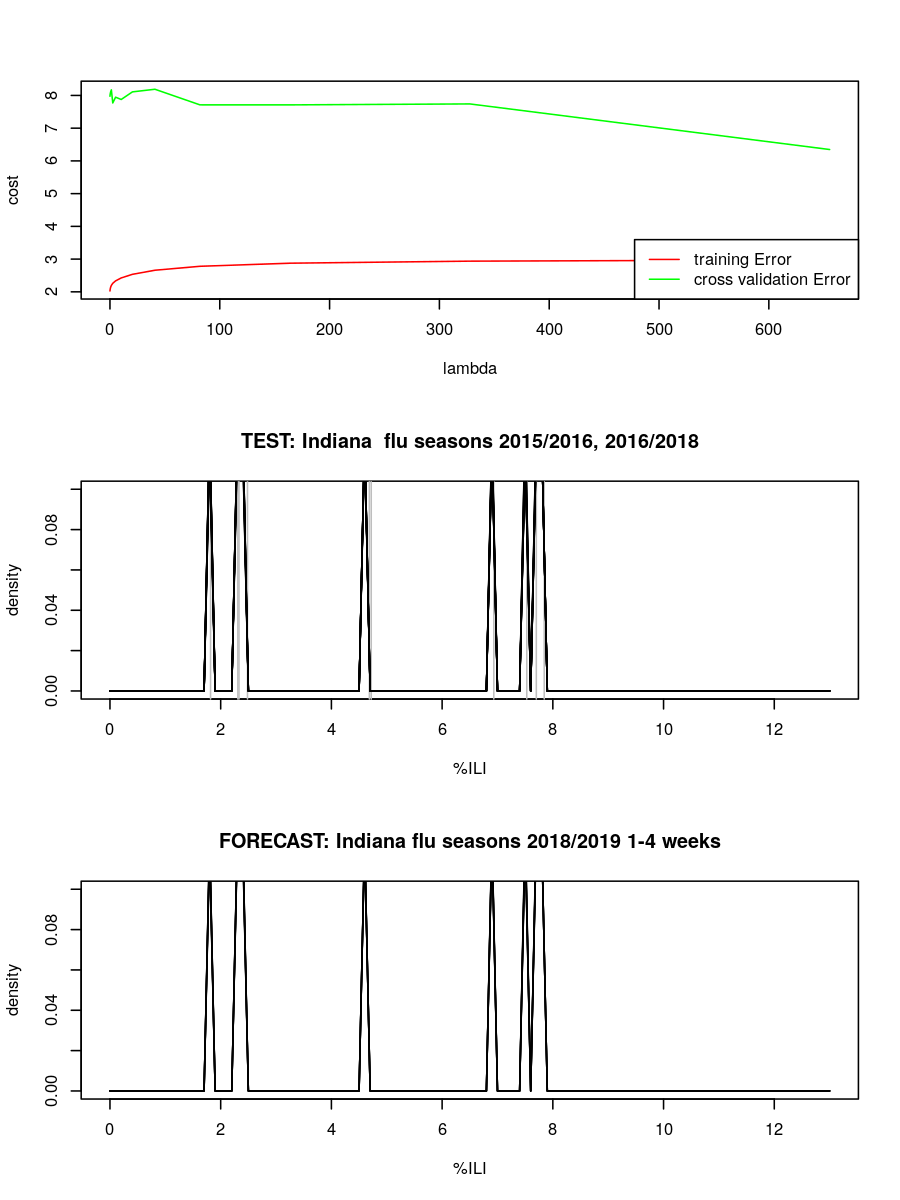 8
7
6
5
4
3
2
cost
training Error
cross validation Error
0 100 200 300 400 500 600
lambda
TEST: Indiana  flu seasons 2015/2016, 2016/2018
0.08
0.04
0.00
density
0 2 4 6 8 10 12
%ILI
FORECAST: Indiana flu seasons 2018/2019 1-4 weeks
0.08
0.04
0.00
density
0 2 4 6 8 10 12
%ILI